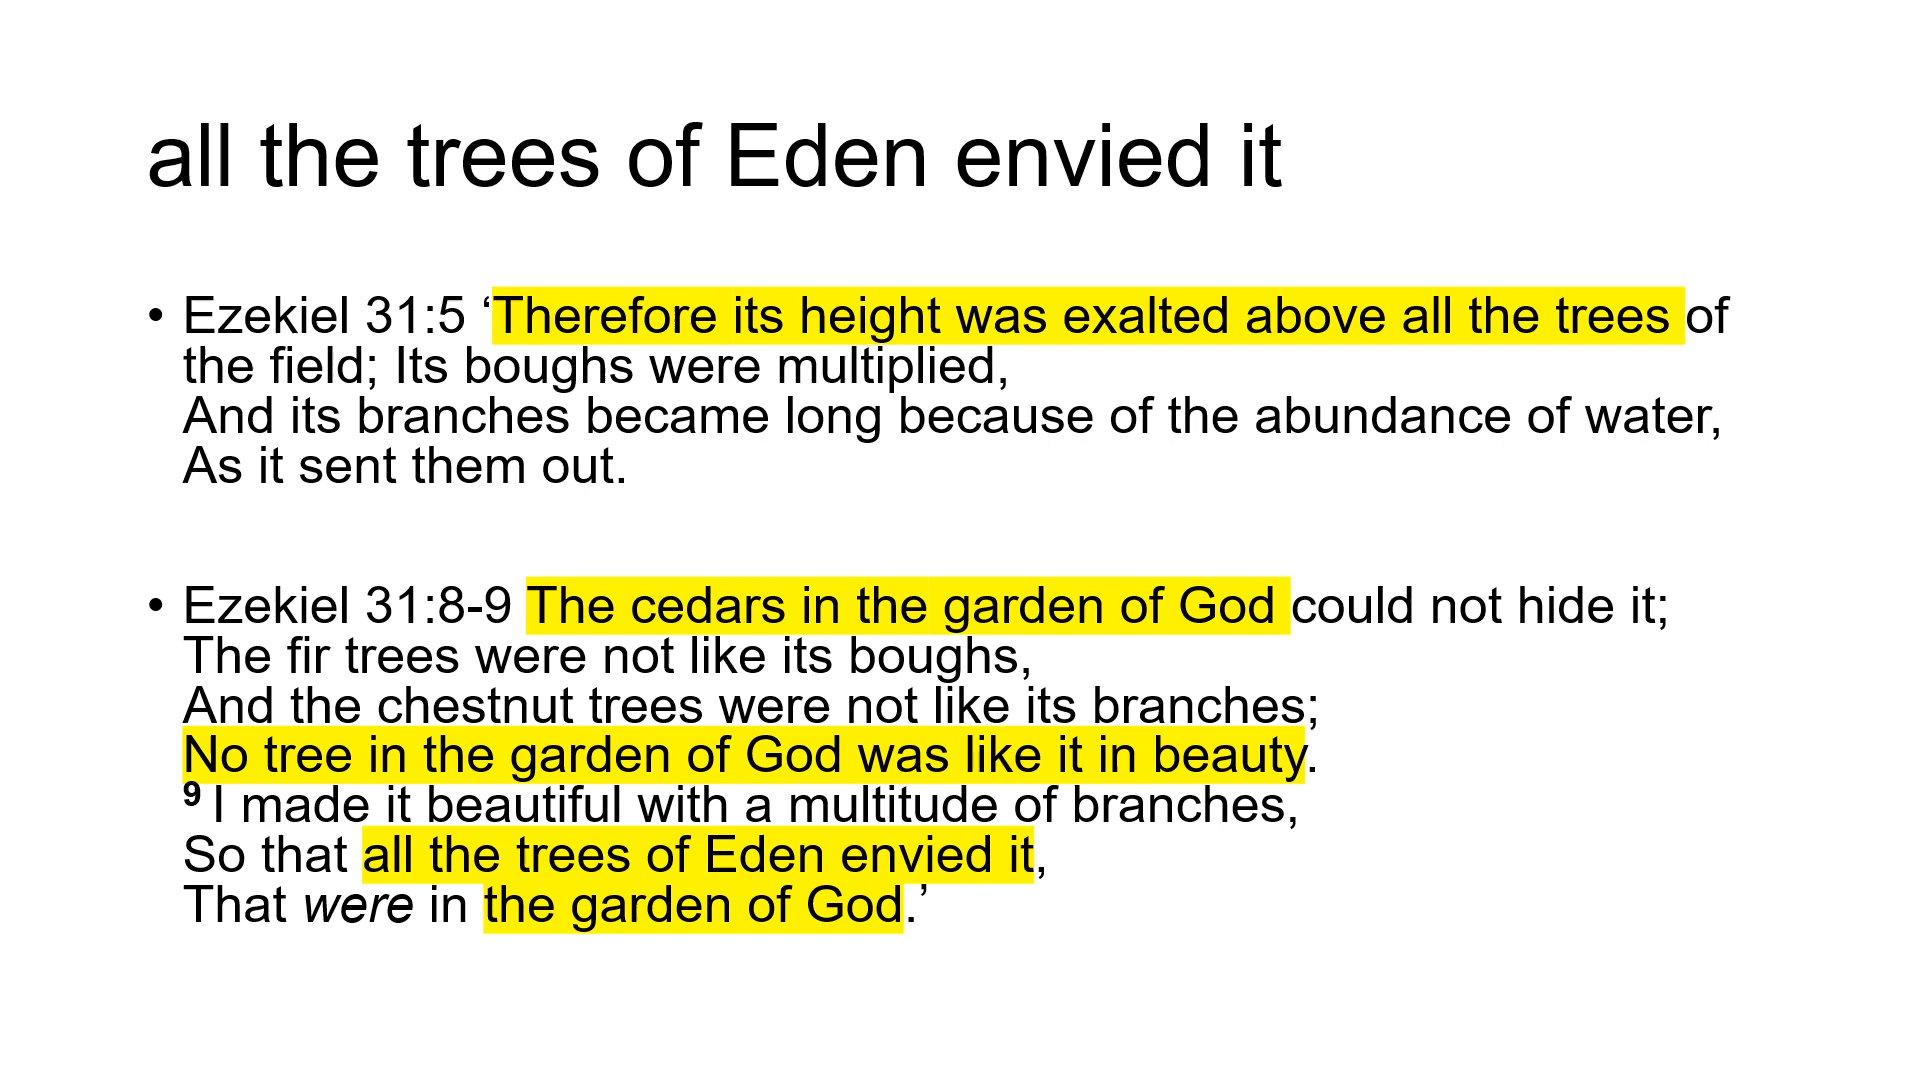 all the trees of Eden envied it
• Ezekiel 31:5 ‘Therefore its height was exalted above all the trees of
the field; Its boughs were multiplied,
And its branches became long because of the abundance of water,
As it sent them out.
• Ezekiel 31:8-9 The cedars in the garden of God could not hide it;
The fir trees were not like its boughs,
And the chestnut trees were not like its branches;
No tree in the garden of God was like it in beauty.
9 I made it beautiful with a multitude of branches,
So that all the trees of Eden envied it,
That were in the garden of God.’